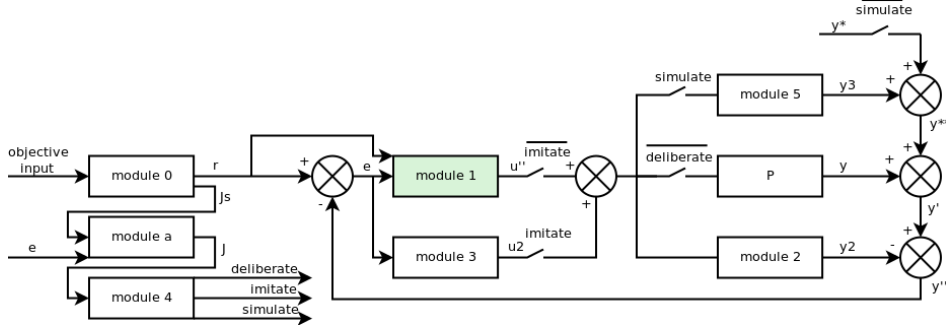 simulate
y*
simulate
module 5
y3
+
+
y*'
objective
input
module 0
r
+
-
e
module 1
u''
imitate
+
+
deliberate
P
y
+
+
y'
Js
module a
e
J
module 3
u2
imitate
module 2
y2
+
-
y''
module 4
deliberate
imitate
simulate